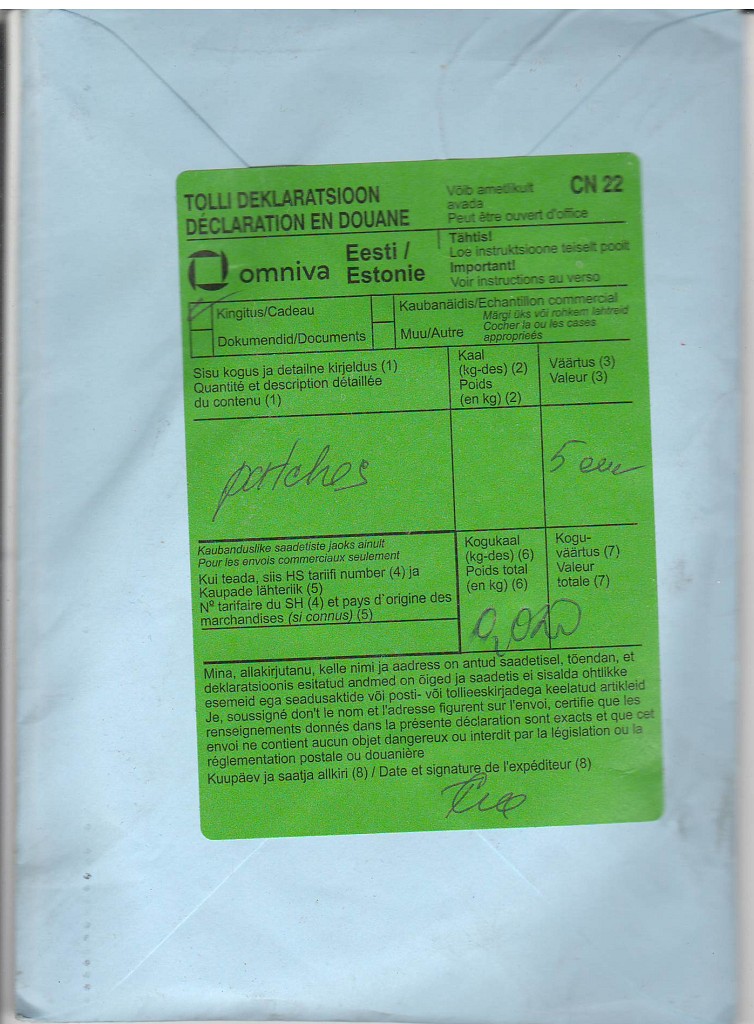 TOLLI DEKLARATSIOON
DÉCLARATION EN DOUANE
Võib ametlikult
avada
Peut être ouvert d'office
CN 22
omniva
Eesti /
Estonie
Tähtis!
Loe instruktsioone teiselt poolt
Important!
Voir instructions au verso
Kingitus/Cadeau
Dokumendid/Documents
Kaubanäidis/Echantillon commercial
Muu/Autre
Märgi üks või rohkem lahtreid
Cocher la ou les cases
appropriées
Sisu kogus ja detailne kirjeldus (1)
Quantité et description détaillée
du contenu (1)
Kaal
(kg-des) (2)
Poids
(en kg) (2)
Väärtus (3)
Valeur (3)
patches
5 eur
Kaubanduslike saadetiste jaoks ainult
Pour les envois commerciaux seulement
Kui teada, siis HS tariifi number (4) ja
Kaupade lähteriik (5)
Nº tarifaire du SH (4) et pays d'origine des
marchandises (si connus) (5)
Kogukaal
(kg-des) (6)
Poids total
(en kg) (6)
Kogu-
väärtus (7)
Valeur
totale (7)
0,020
Mina, allakirjutanu, kelle nimi ja aadress on antud saadetisel, tõendan, et
deklaratsioonis esitatud andmed on õiged ja saadetis ei sisalda ohtlikke
esemeid ega seadusaktide või posti- või tollieeskirjadega keelatud artikleid
Je, soussigné don't le nom et l'adresse figurent sur l'envoi, certifie que les
renseignements donnés dans la présente déclaration sont exacts et que cet
envoi ne contient aucun objet dangereux ou interdit par la législation ou la
réglementation postale ou douanière
Kuupäev ja saatja allkiri (8) / Date et signature de l'expéditeur (8)